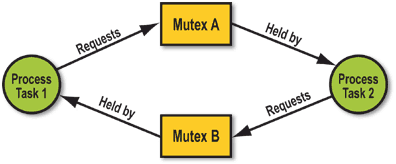 Requests
Mutex A
Held by
Process
Task 1
Process
Task 2
Held by
Mutex B
Requests